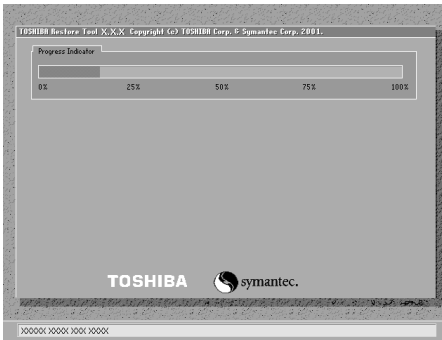 TOSHIBA Restore Tool X.X.X Copyright (c) TOSHIBA Corp. & Symantec Corp. 2001.
Progress Indicator
0% 25% 50% 75% 100%
TOSHIBA symantec.
XXXXX XXXX XXX XXXX